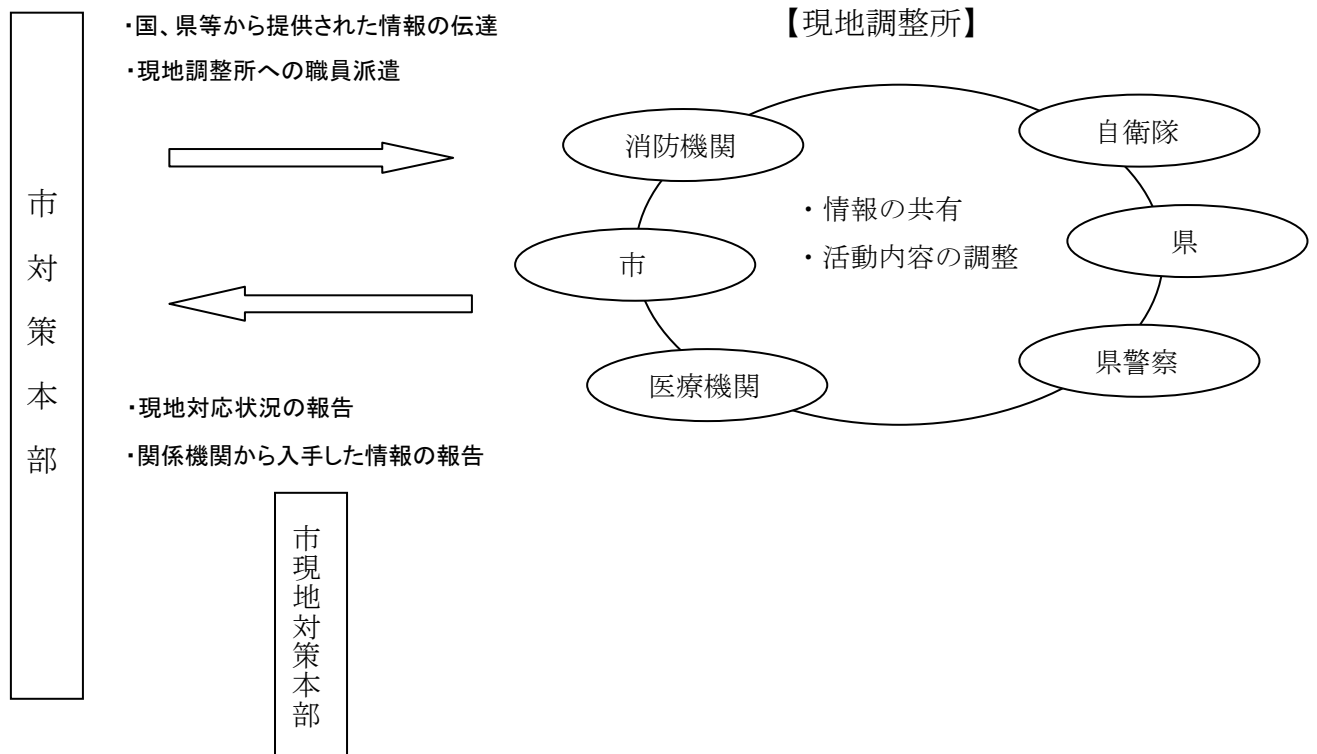 ・国、県等から提供された情報の伝達
・現地調整所への職員派遣
【現地調整所】
市対策本部
消防機関
自衛隊
・情報の共有
・活動内容の調整
市
県
医療機関
県警察
・現地対応状況の報告
・関係機関から入手した情報の報告
市現地対策本部